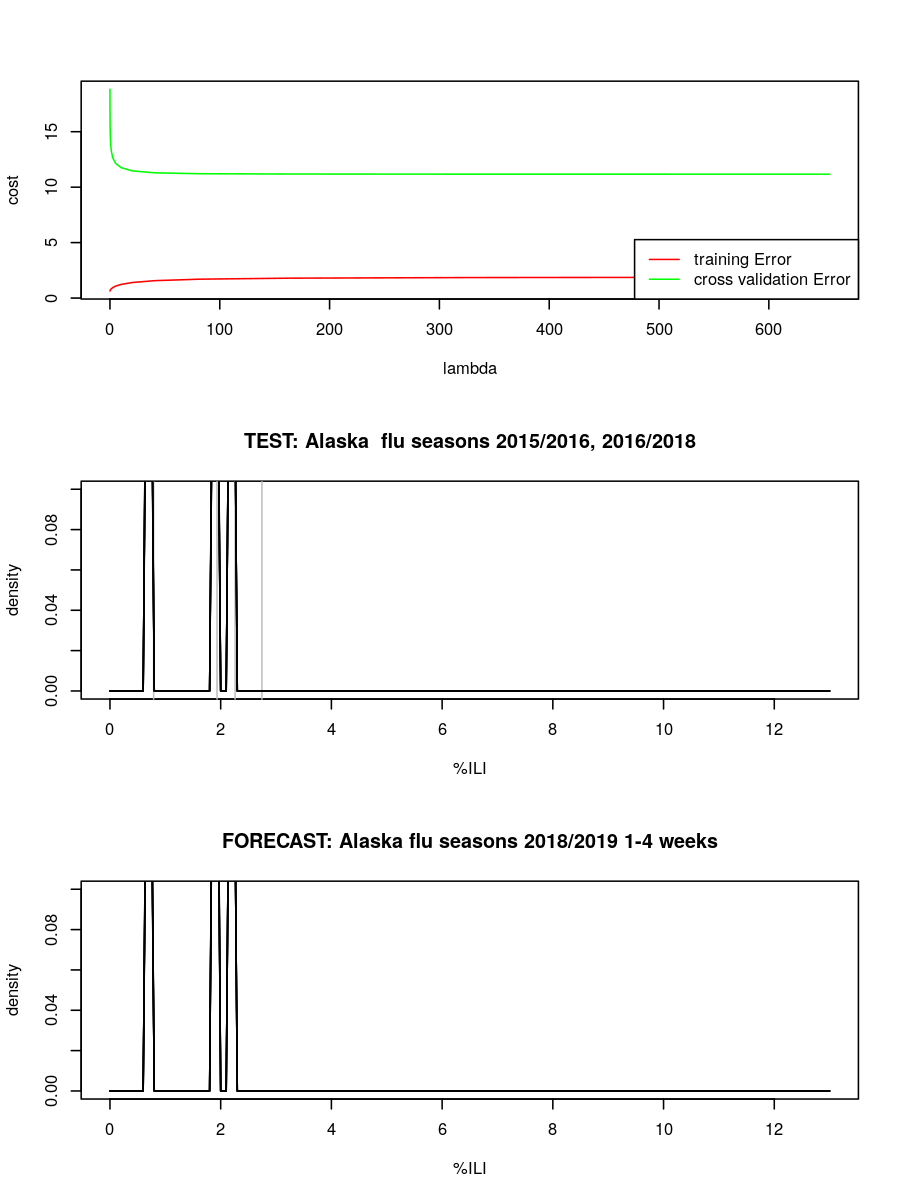 15
10
5
0
cost
training Error
cross validation Error
0 100 200 300 400 500 600
lambda
TEST: Alaska  flu seasons 2015/2016, 2016/2018
0.08
0.04
0.00
density
0 2 4 6 8 10 12
%ILI
FORECAST: Alaska flu seasons 2018/2019 1-4 weeks
0.08
0.04
0.00
density
0 2 4 6 8 10 12
%ILI